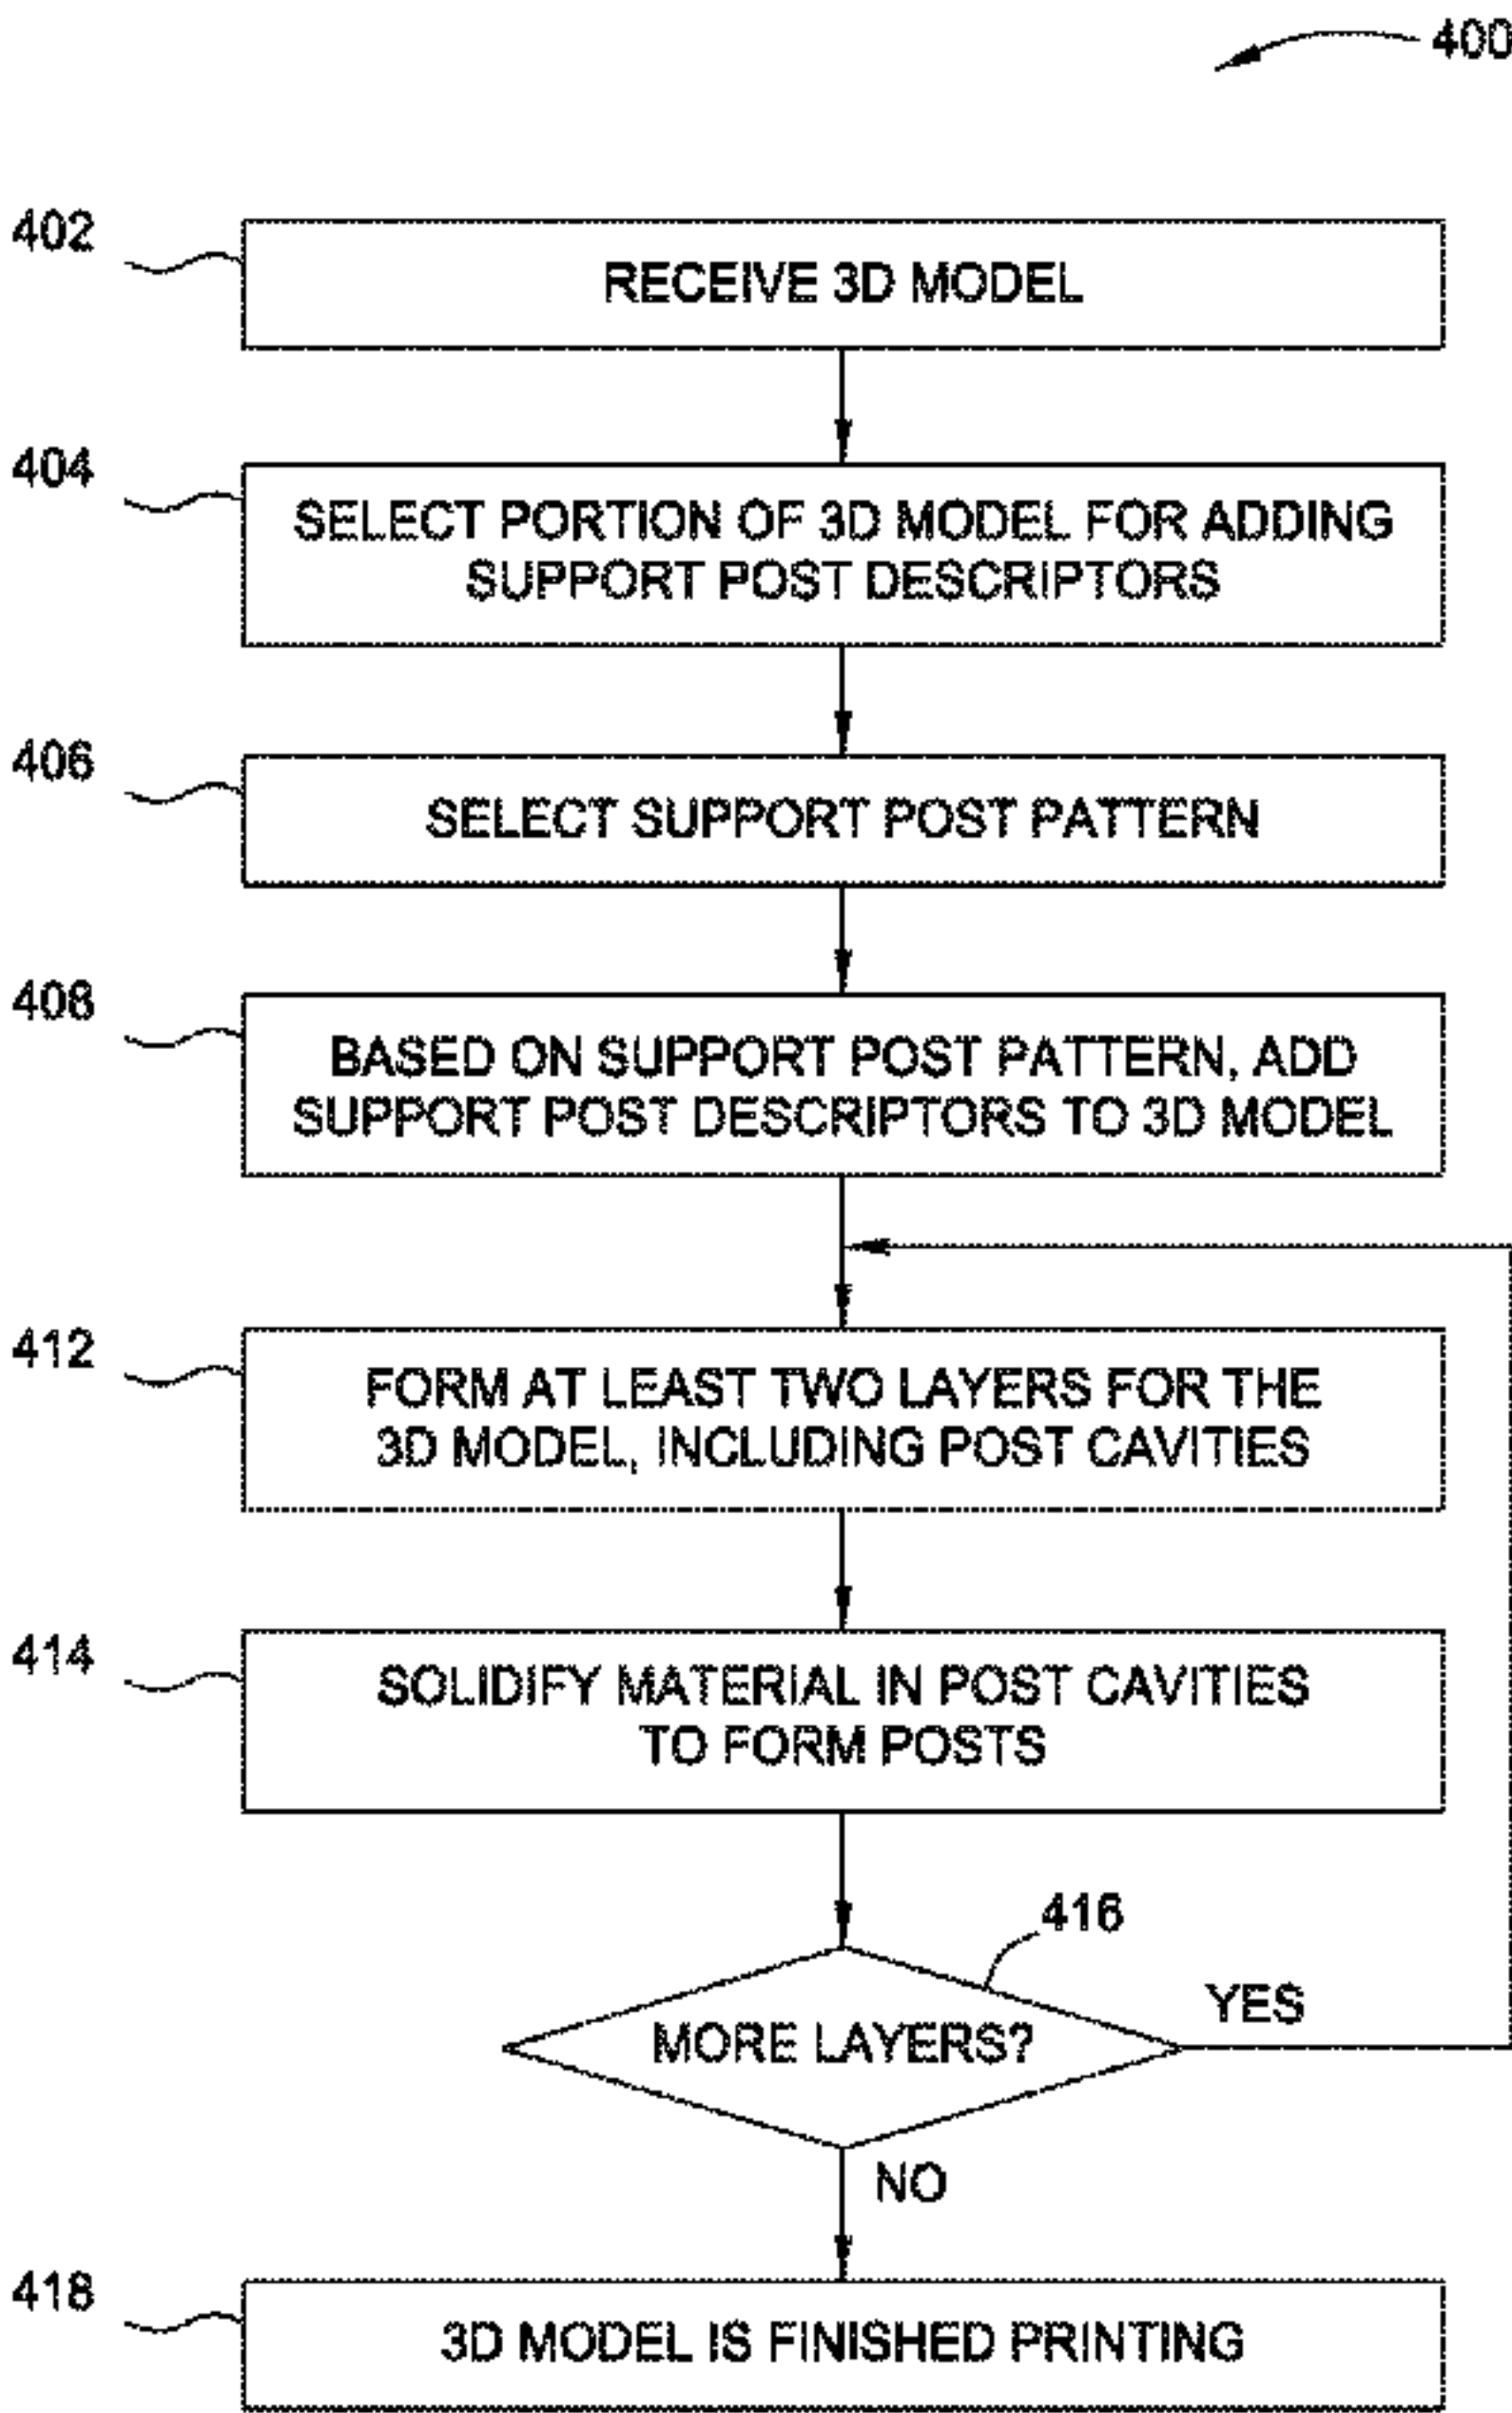 400
402
RECEIVE 3D MODEL
404
SELECT PORTION OF 3D MODEL FOR ADDING
SUPPORT POST DESCRIPTORS
406
SELECT SUPPORT POST PATTERN
408
BASED ON SUPPORT POST PATTERN, ADD
SUPPORT POST DESCRIPTORS TO 3D MODEL
412
FORM AT LEAST TWO LAYERS FOR THE
3D MODEL, INCLUDING POST CAVITIES
414
SOLIDIFY MATERIAL IN POST CAVITIES
TO FORM POSTS
416
MORE LAYERS?
YES
NO
418
3D MODEL IS FINISHED PRINTING